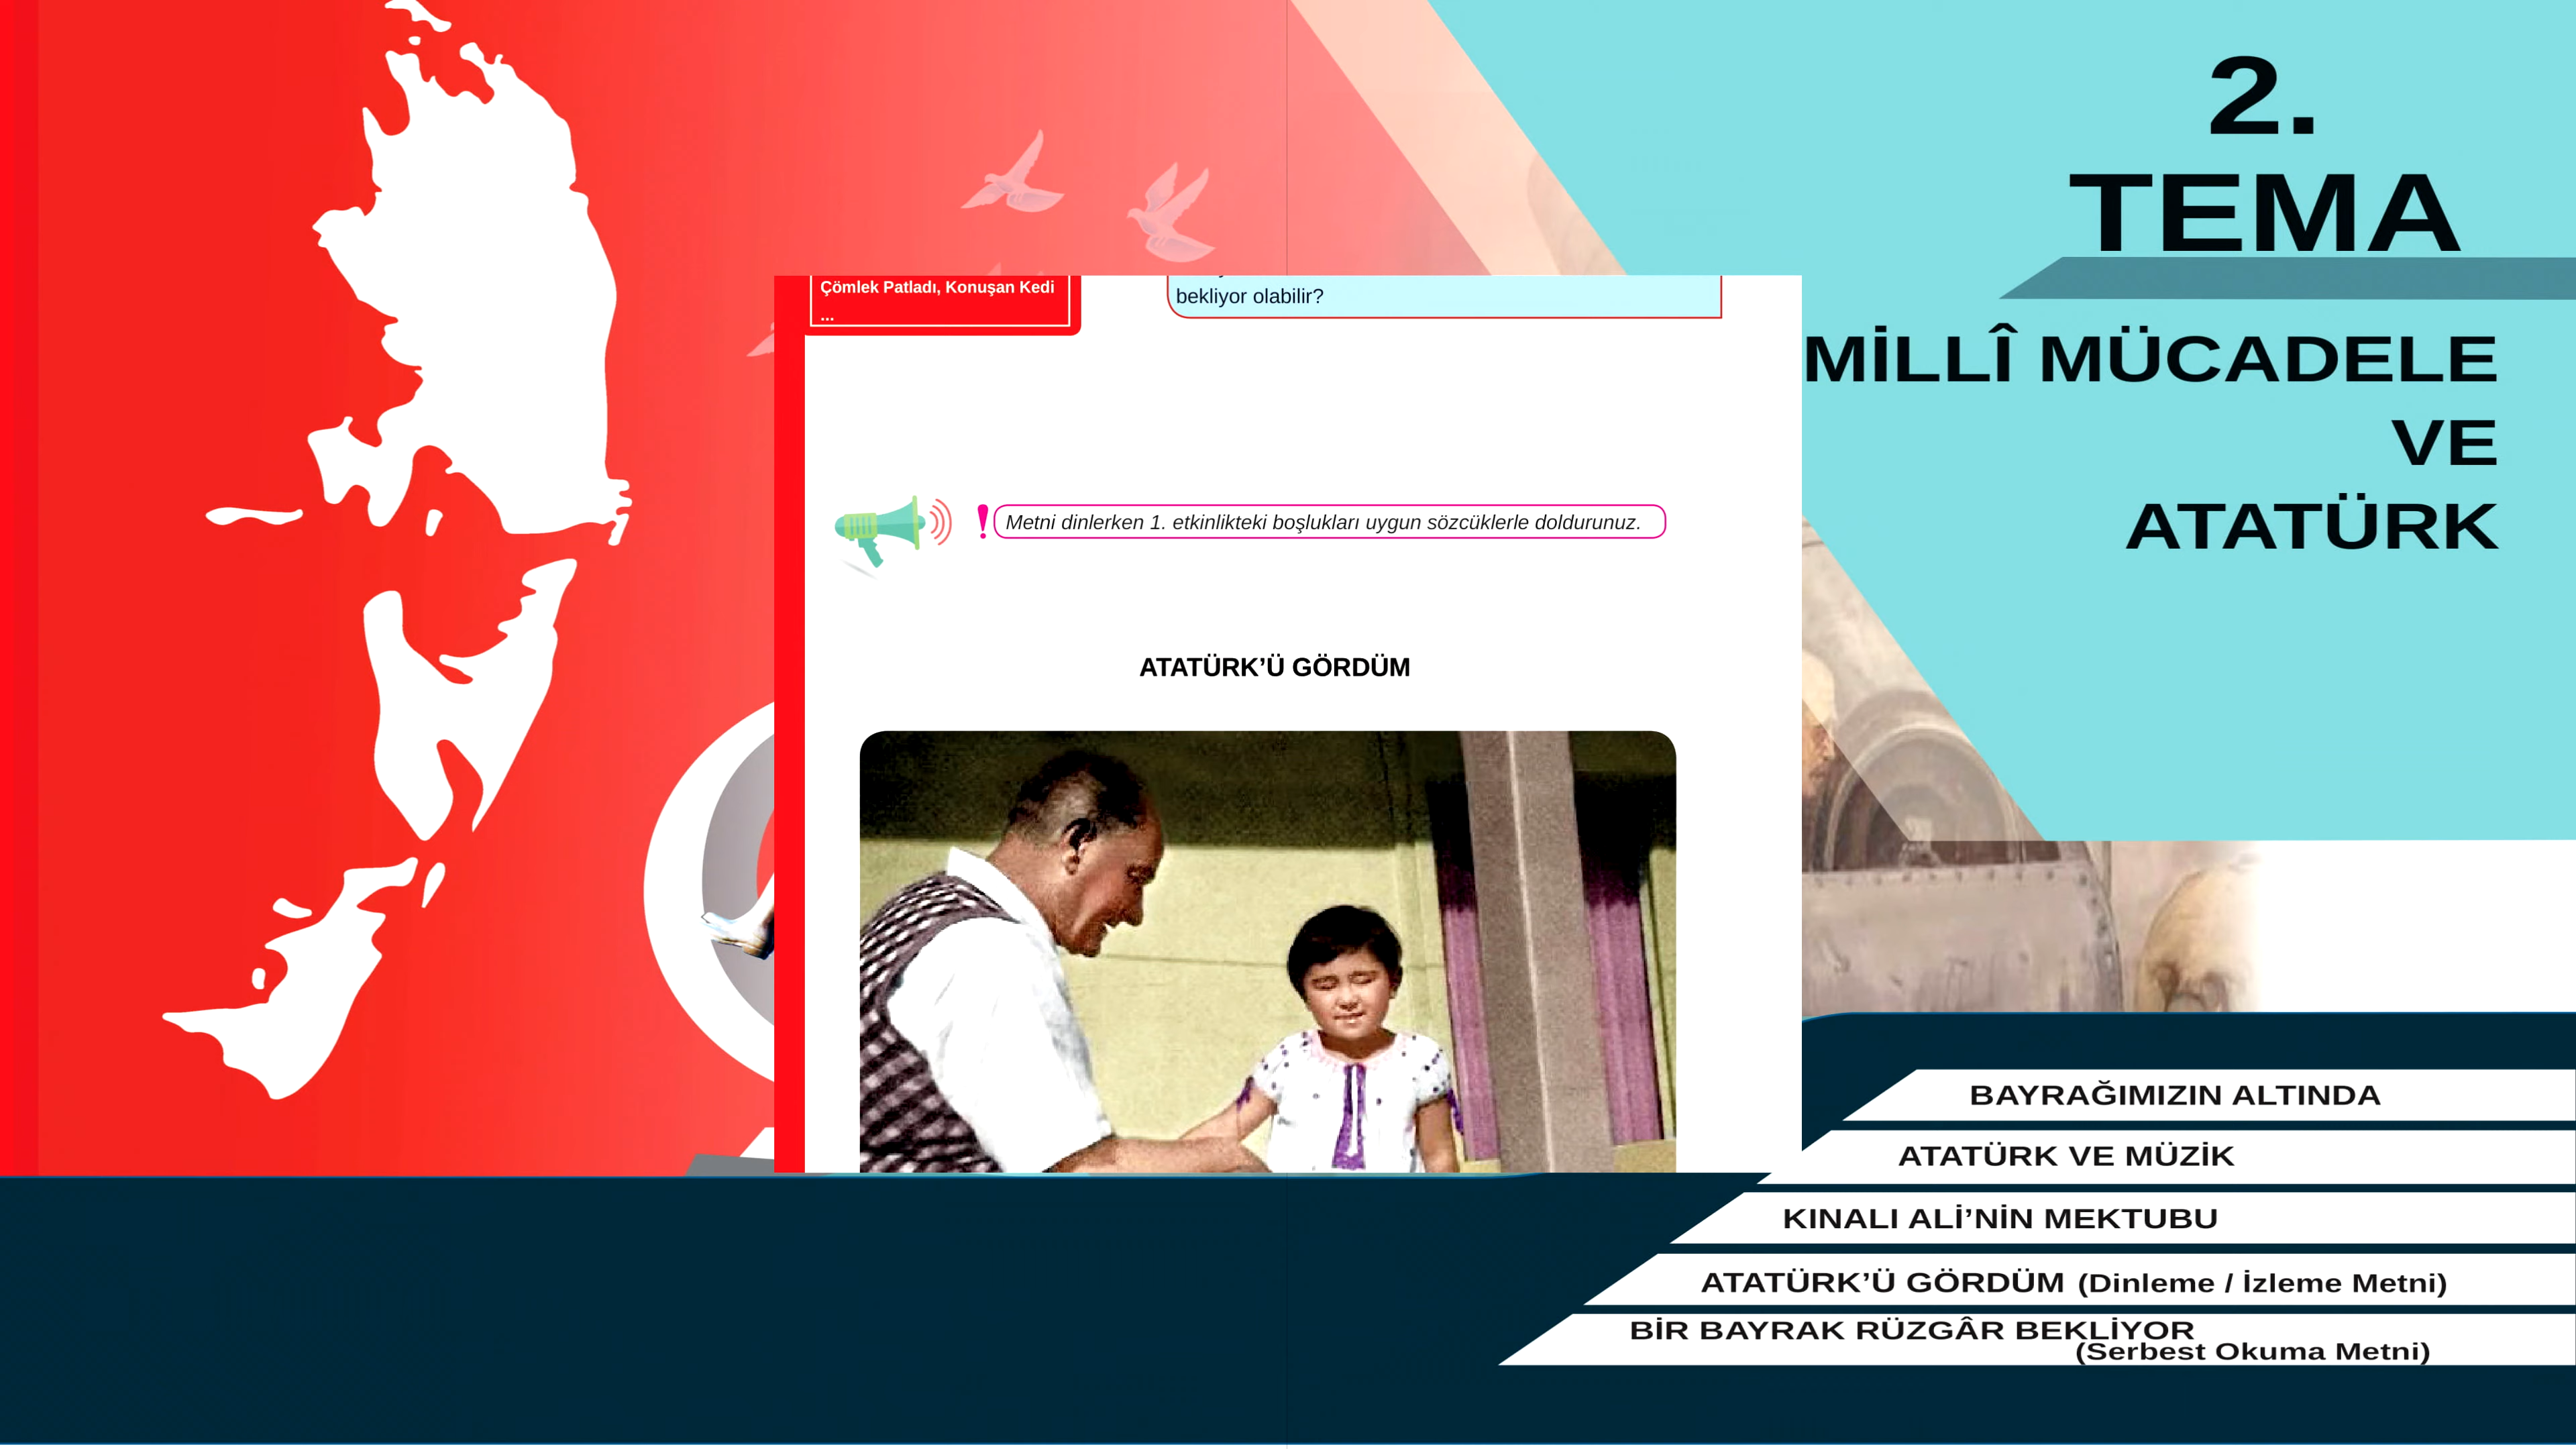 2.
TEMA
MİLLÎ MÜCADELE
VE
ATATÜRK
Çömlek Patladı, Konuşan Kedi
...
bekliyor olabilir?
! Metni dinlerken 1. etkinlikteki boşlukları uygun sözcüklerle doldurunuz.
ATATÜRK’Ü GÖRDÜM
BAYRAĞIMIZIN ALTINDA
ATATÜRK VE MÜZİK
KINALI ALİ’NİN MEKTUBU
ATATÜRK’Ü GÖRDÜM (Dinleme / İzleme Metni)
BİR BAYRAK RÜZGÂR BEKLİYOR
(Serbest Okuma Metni)